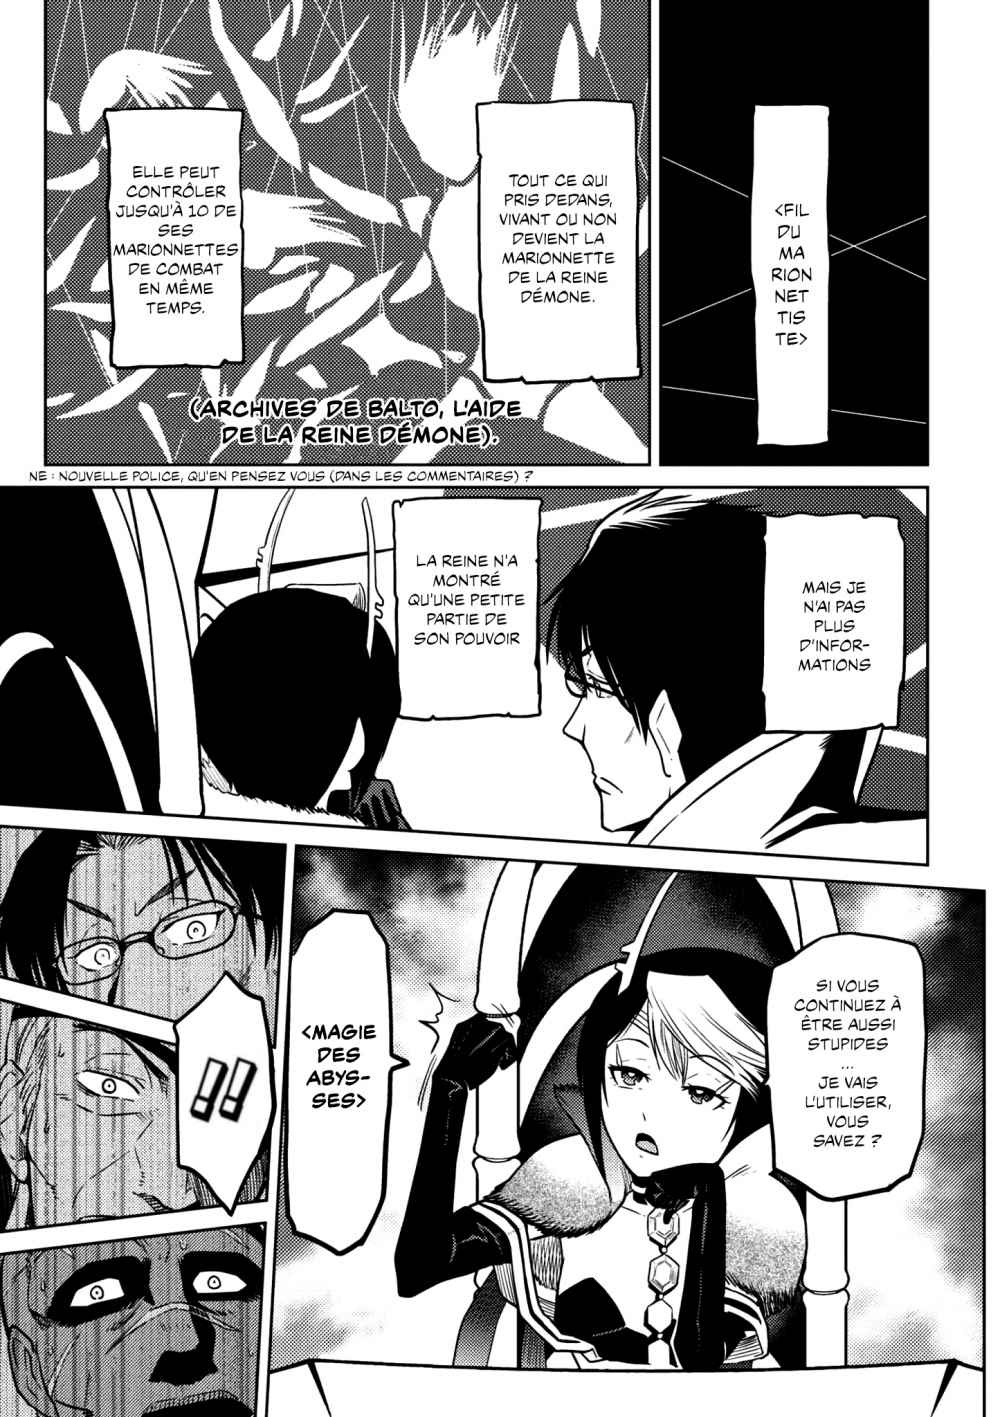 <FIL
DU
MA
RION
NET
TIS
TE>
TOUT CE QUI
PRIS DEDANS,
VIVANT OU NON
DEVIENT LA
MARIONNETTE
DE LA REINE
DÉMONE.
ELLE PEUT
CONTRÔLER
JUSQU'À 10 DE
SES
MARIONNETTES
DE COMBAT
EN MÊME
TEMPS.
(ARCHIVES DE BALTO, L'AIDE
DE LA REINE DÉMONE).
NE : NOUVELLE POLICE, QU'EN PENSEZ VOUS (DANS LES COMMENTAIRES) ?
MAIS JE
N'AI PAS
PLUS
D'INFOR-
MATIONS
LA REINE N'A
MONTRÉ
QU'UNE PETITE
PARTIE DE
SON POUVOIR
SI VOUS
CONTINUEZ À
ÊTRE AUSSI
STUPIDES
...
JE VAIS
L'UTILISER,
VOUS
SAVEZ ?
<MAGIE
DES
ABYS-
SES>
!!